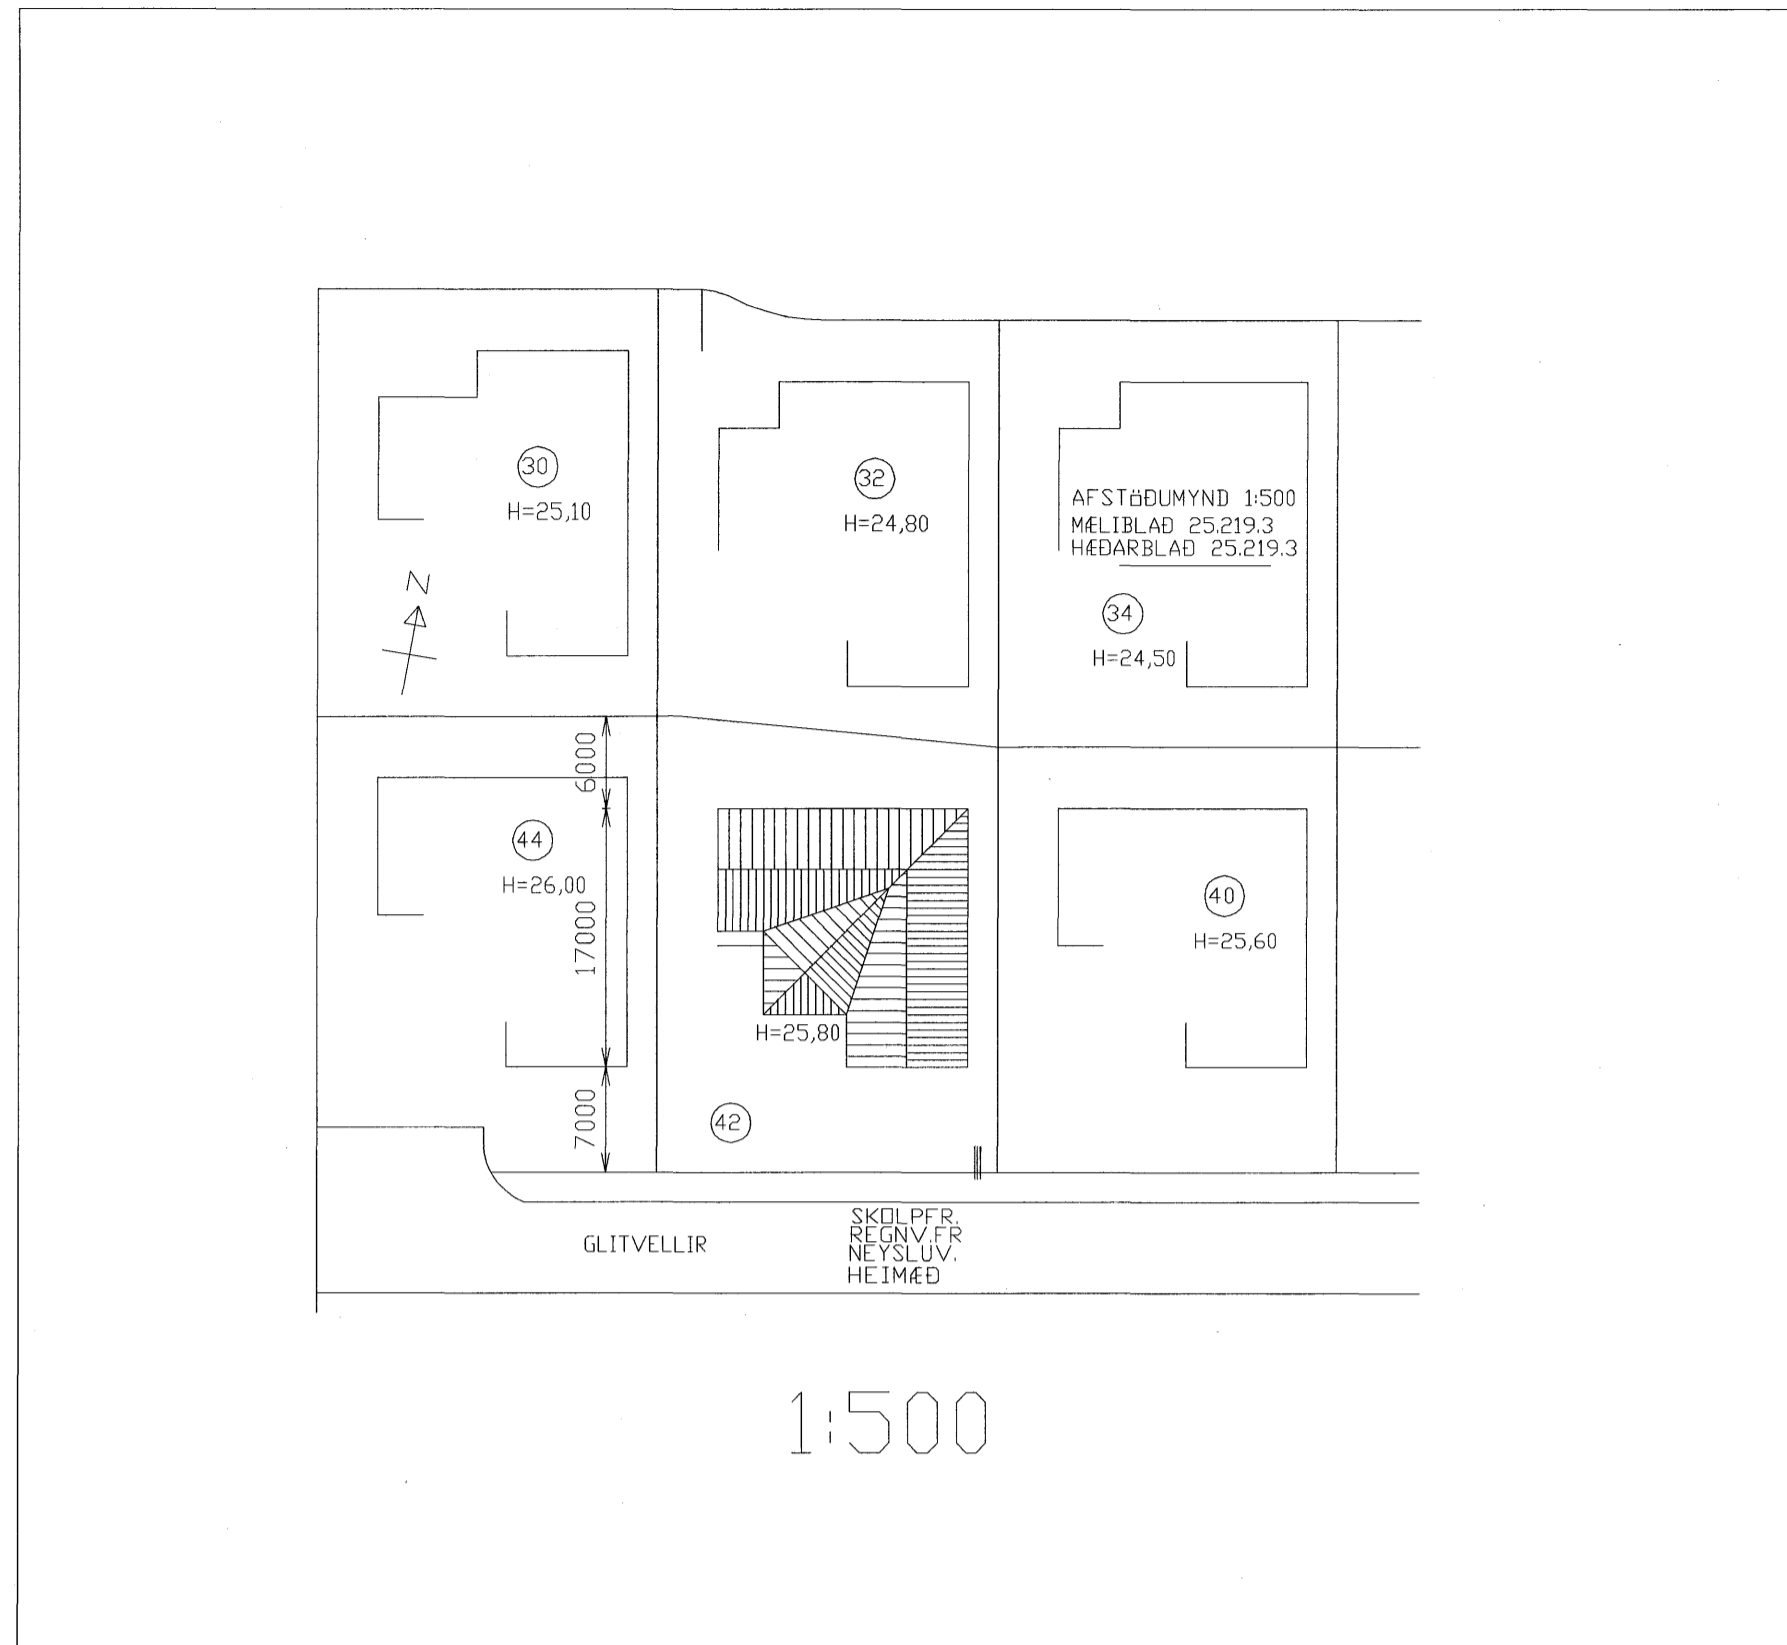 30
H=25,10
32
H=24,80
AFSTöÐUMYND 1:500
MÆLIBLAÐ 25.219.3
HÆÐARBLAÐ 25.219.3
34
H=24,50
N
6000
17000
7000
44
H=26,00
40
H=25,60
H=25,80
42
GLITVELLIR
SKOLPFR.
REGNV.FR
NEYSLUV.
HEIMÆÐ
1:500